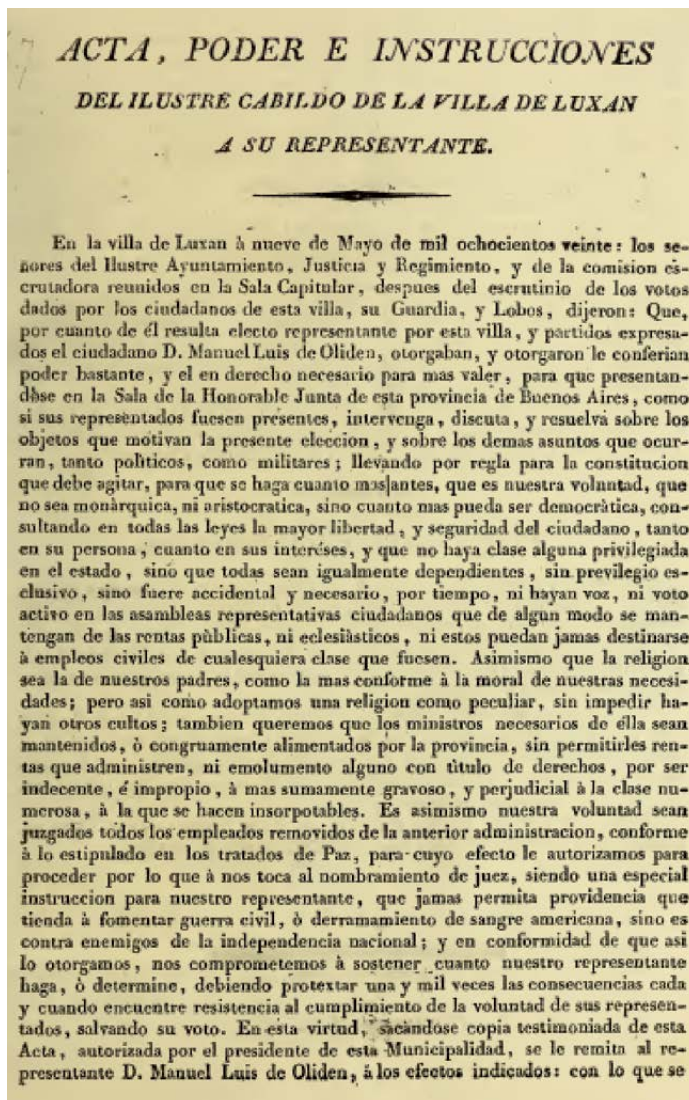 ACTA, PODER E INSTRUCCIONES
DEL ILUSTRE CABILDO DE LA VILLA DE LUXAN
A SU REPRESENTANTE.
En la villa de Luxan à nueve de Mayo de mil ochocientos veinte: los se-
ñores del Ilustre Ayuntamiento, Justicia y Regimiento, y de la comision es-
crutadora reunidos en la Sala Capitular, despues del escrutinio de los votos
dados por los ciudadanos de esta villa, su Guardia, y Lobos, dijeron: Que,
por cuanto de él resulta electo representante por esta villa, y partidos expresa-
dos el ciudadano D. Manuel Luis de Oliden, otorgaban, y otorgaron le conferian
poder bastante, y el en derecho necesario para mas valer, para que presentan-
dòse en la Sala de la Honorable Junta de esta provincia de Buenos Aires, como
si sus representados fuesen presentes, intervenga, discuta, y resuelva sobre los
objetos que motivan la presente eleccion, y sobre los demas asuntos que ocur-
ran, tanto polìticos, como militares; llevando por regla para la constitucion
que debe agitar, para que se haga cuanto mas antes, que es nuestra voluntad, que
no sea monàrquica, ni aristocratica, sino cuanto mas pueda ser democràtica, con-
sultando en todas las leyes la mayor libertad, y seguridad del ciudadano, tanto
en su persona, cuanto en sus interéses, y que no haya clase alguna privilegiada
en el estado, sinò que todas sean igualmente dependientes, sin previlegio es-
clusivo, sino fuere accidental y necesario, por tiempo, ni hayan voz, ni voto
activo en las asambleas representativas ciudadanos que de algun modo se man-
tengan de las rentas pùblicas, ni eclesiàsticos, ni estos puedan jamas destinarse
à empleos civiles de cualesquiera clase que fuesen. Asimismo que la religion
sea la de nuestros padres, como la mas conforme à la moral de nuestras necesi-
dades; pero asi como adoptamos una religion como peculiar, sin impedir ha-
yan otros cultos; tambien queremos que los ministros necesarios de élla sean
mantenidos, ò congruamente alimentados por la provincia, sin permitirles ren-
tas que administren, ni emolumento alguno con tìtulo de derechos, por ser
indecente, é impropio, à mas sumamente gravoso, y perjudicial à la clase nu-
merosa, à la que se hacen insorpotables. Es asimismo nuestra voluntad sean
juzgados todos los empleados removidos de la anterior administracion, conforme
à lo estipulado en los tratados de Paz, para cuyo efecto le autorizamos para
proceder por lo que à nos toca al nombramiento de juez, siendo una especial
instruccion para nuestro representante, que jamas permita providencia que
tienda à fomentar guerra civil, ò derramamiento de sangre americana, sino es
contra enemigos de la independencia nacional; y en conformidad de que asi
lo otorgamos, nos comprometemos à sostener cuanto nuestro representante
haga, ò determine, debiendo protextar una y mil veces las consecuencias cada
y cuando encuentre resistencia al cumplimiento de la voluntad de sus represen-
tados, salvando su voto. En esta virtud, sacàndose copia testimoniada de esta
Acta, autorizada por el presidente de esta Municipalidad, se le remita al re-
presentante D. Manuel Luis de Oliden, à los efectos indicados: con lo que se